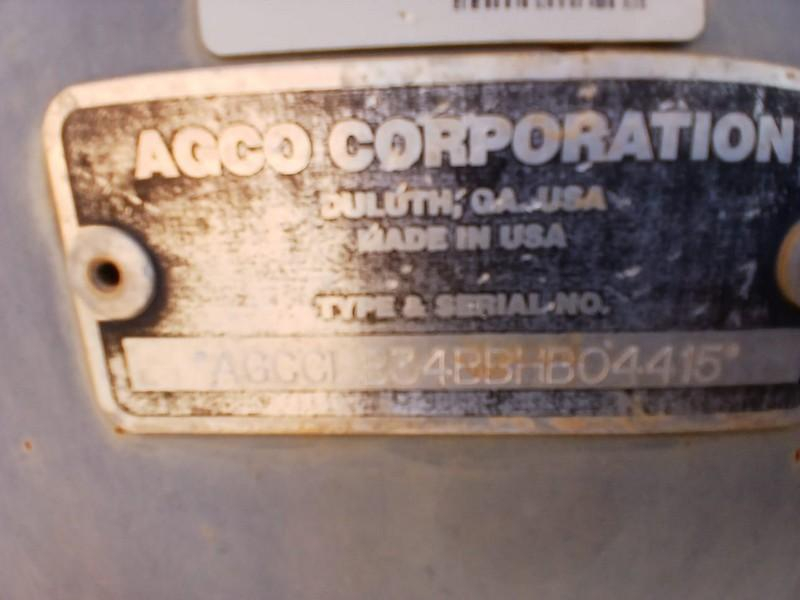 AGCO CORPORATION
DULUTH, GA. USA
MADE IN USA
TYPE & SERIAL NO.